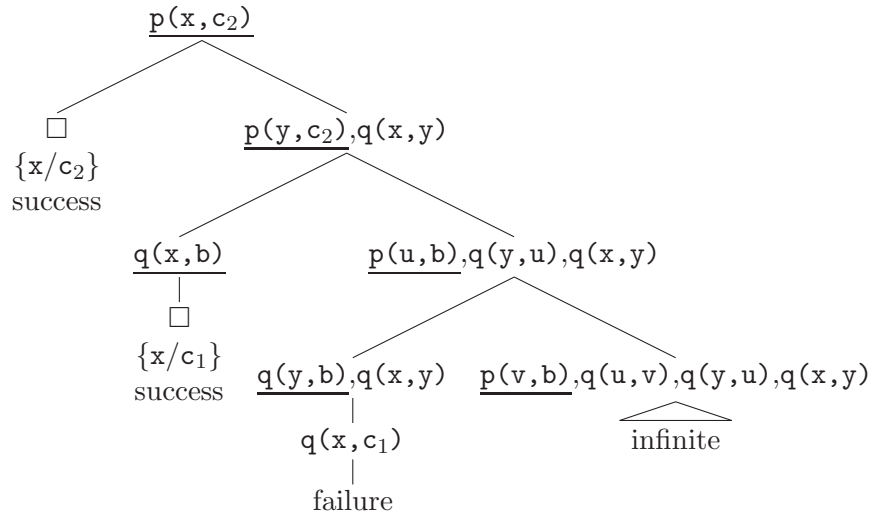 p(x,c₂)
□
p(y,c₂),q(x,y)
{x/c₂}
success
q(x,b)
p(u,b),q(y,u),q(x,y)
□
{x/c₁}
success
q(y,b),q(x,y)
p(v,b),q(u,v),q(y,u),q(x,y)
q(x,c₁)
infinite
failure